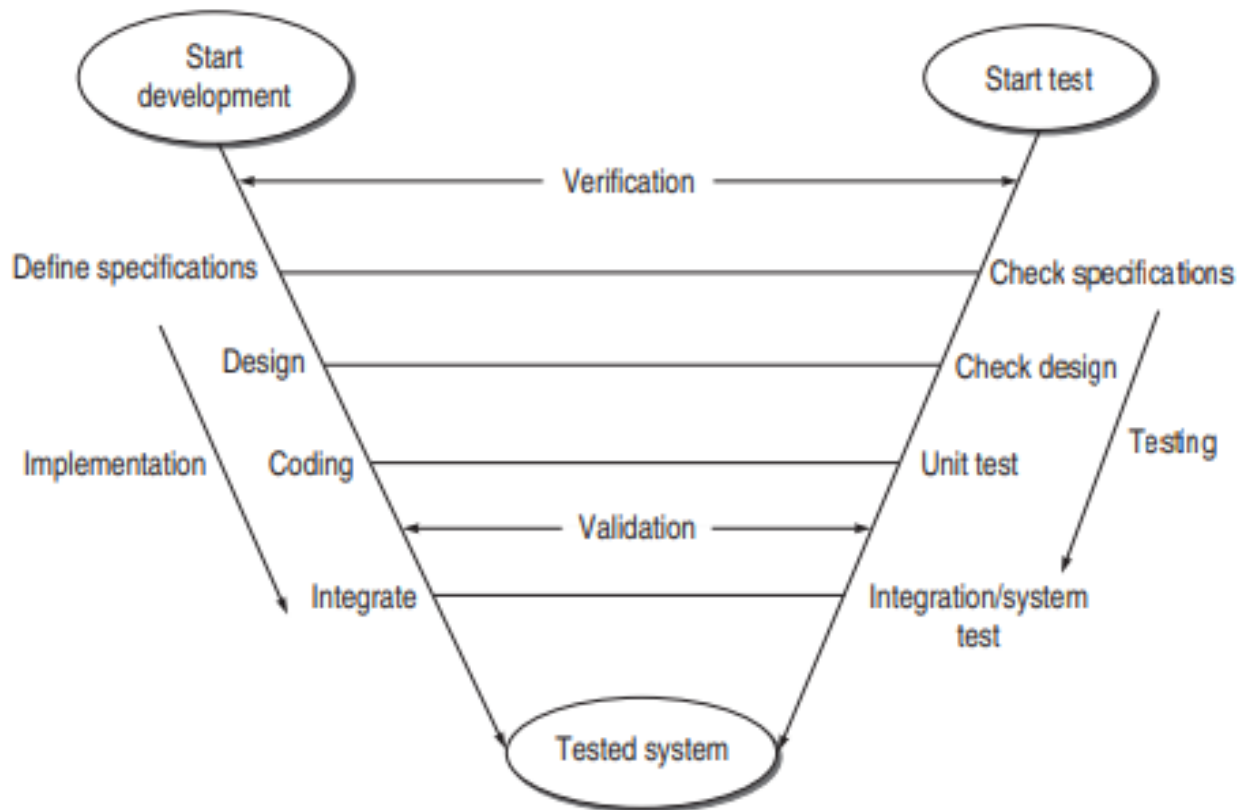 Start
development
Start test
Verification
Define specifications
Check specifications
Design
Check design
Implementation
Coding
Unit test
Testing
Validation
Integrate
Integration/system
test
Tested system